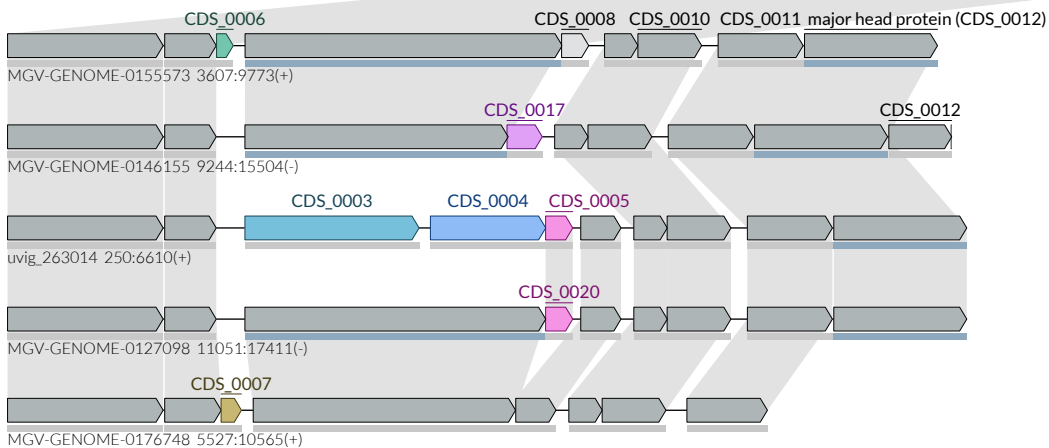 CDS_0006 CDS_0008 CDS_0010 CDS_0011 major head protein (CDS_0012)
MGV-GENOME-0155573 3607:9773(+)
CDS_0017 CDS_0012
MGV-GENOME-0146155 9244:15504(-)
CDS_0003 CDS_0004 CDS_0005
uvig_263014 250:6610(+)
CDS_0020
MGV-GENOME-0127098 11051:17411(-)
CDS_0007
MGV-GENOME-0176748 5527:10565(+)